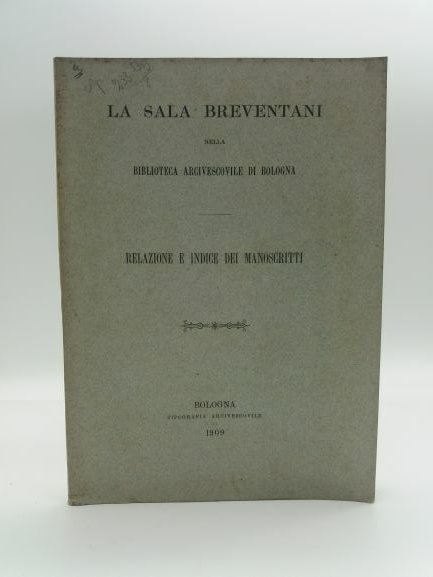 LA SALA BREVENTANI
NELLA
BIBLIOTECA ARCIVESCOVILE DI BOLOGNA
RELAZIONE E INDICE DEI MANOSCRITTI
BOLOGNA
TIPOGRAFIA ARCIVESCOVILE
1909